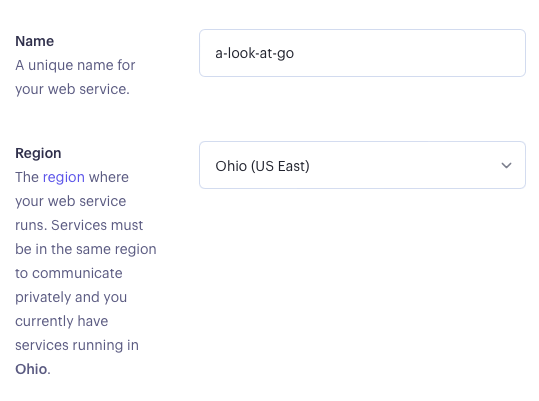 Name
A unique name for
your web service.
a-look-at-go
Region
The region where
your web service
runs. Services must
be in the same region
to communicate
privately and you
currently have
services running in
Ohio.
Ohio (US East)